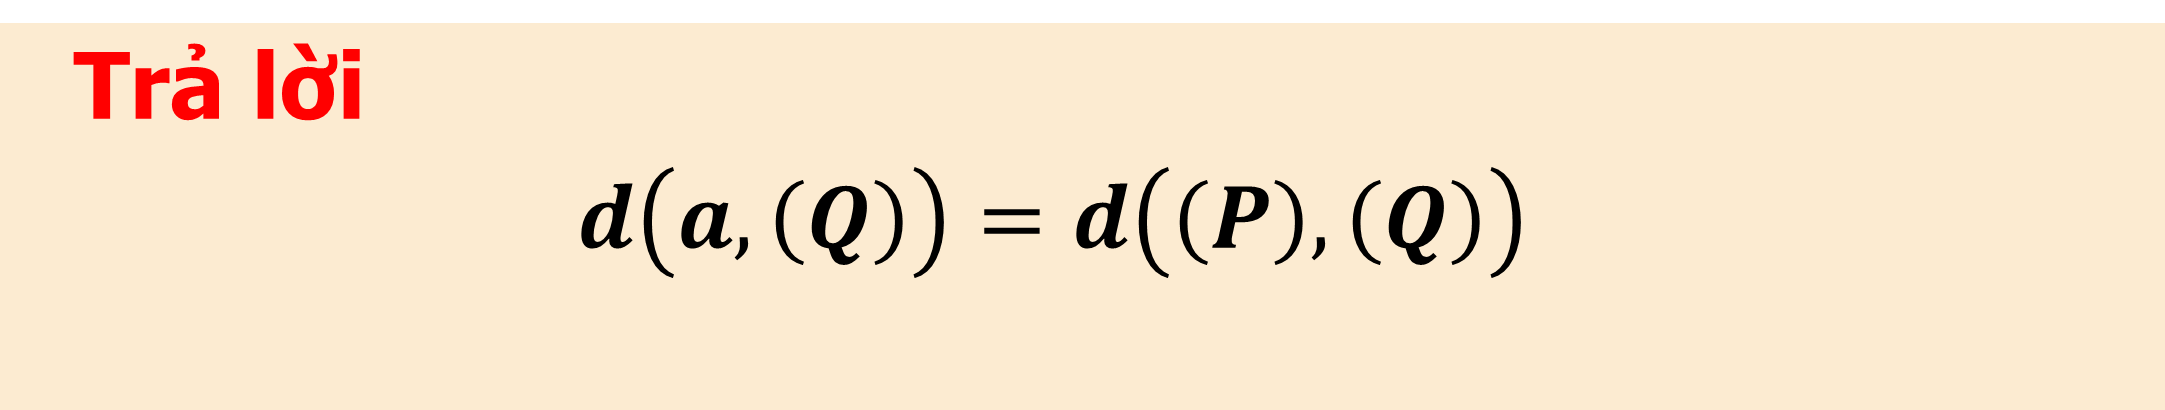 Trả lời
d(a, (Q)) = d((P), (Q))